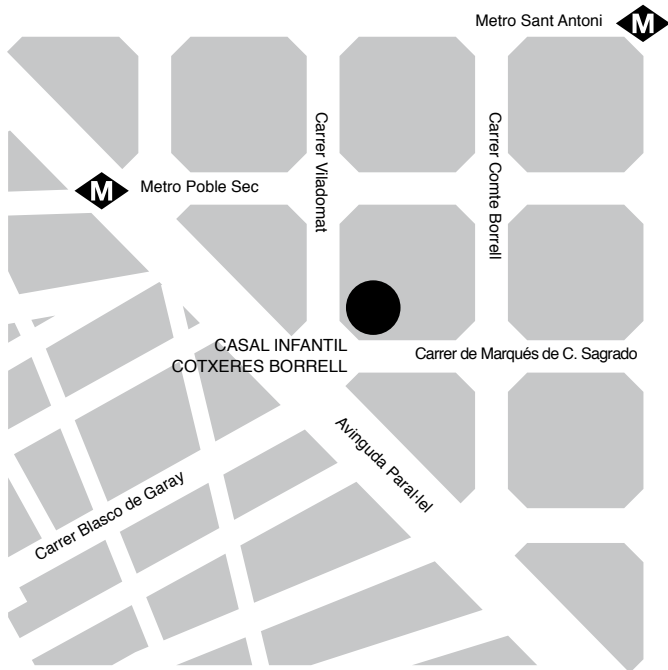 Metro Sant Antoni
M
Carrer Viladomat
Carrer Comte Borrell
M
Metro Poble Sec
CASAL INFANTIL
COTXERES BORRELL
Carrer de Marqués de C. Sagrado
Avinguda Paral·lel
Carrer Blasco de Garay